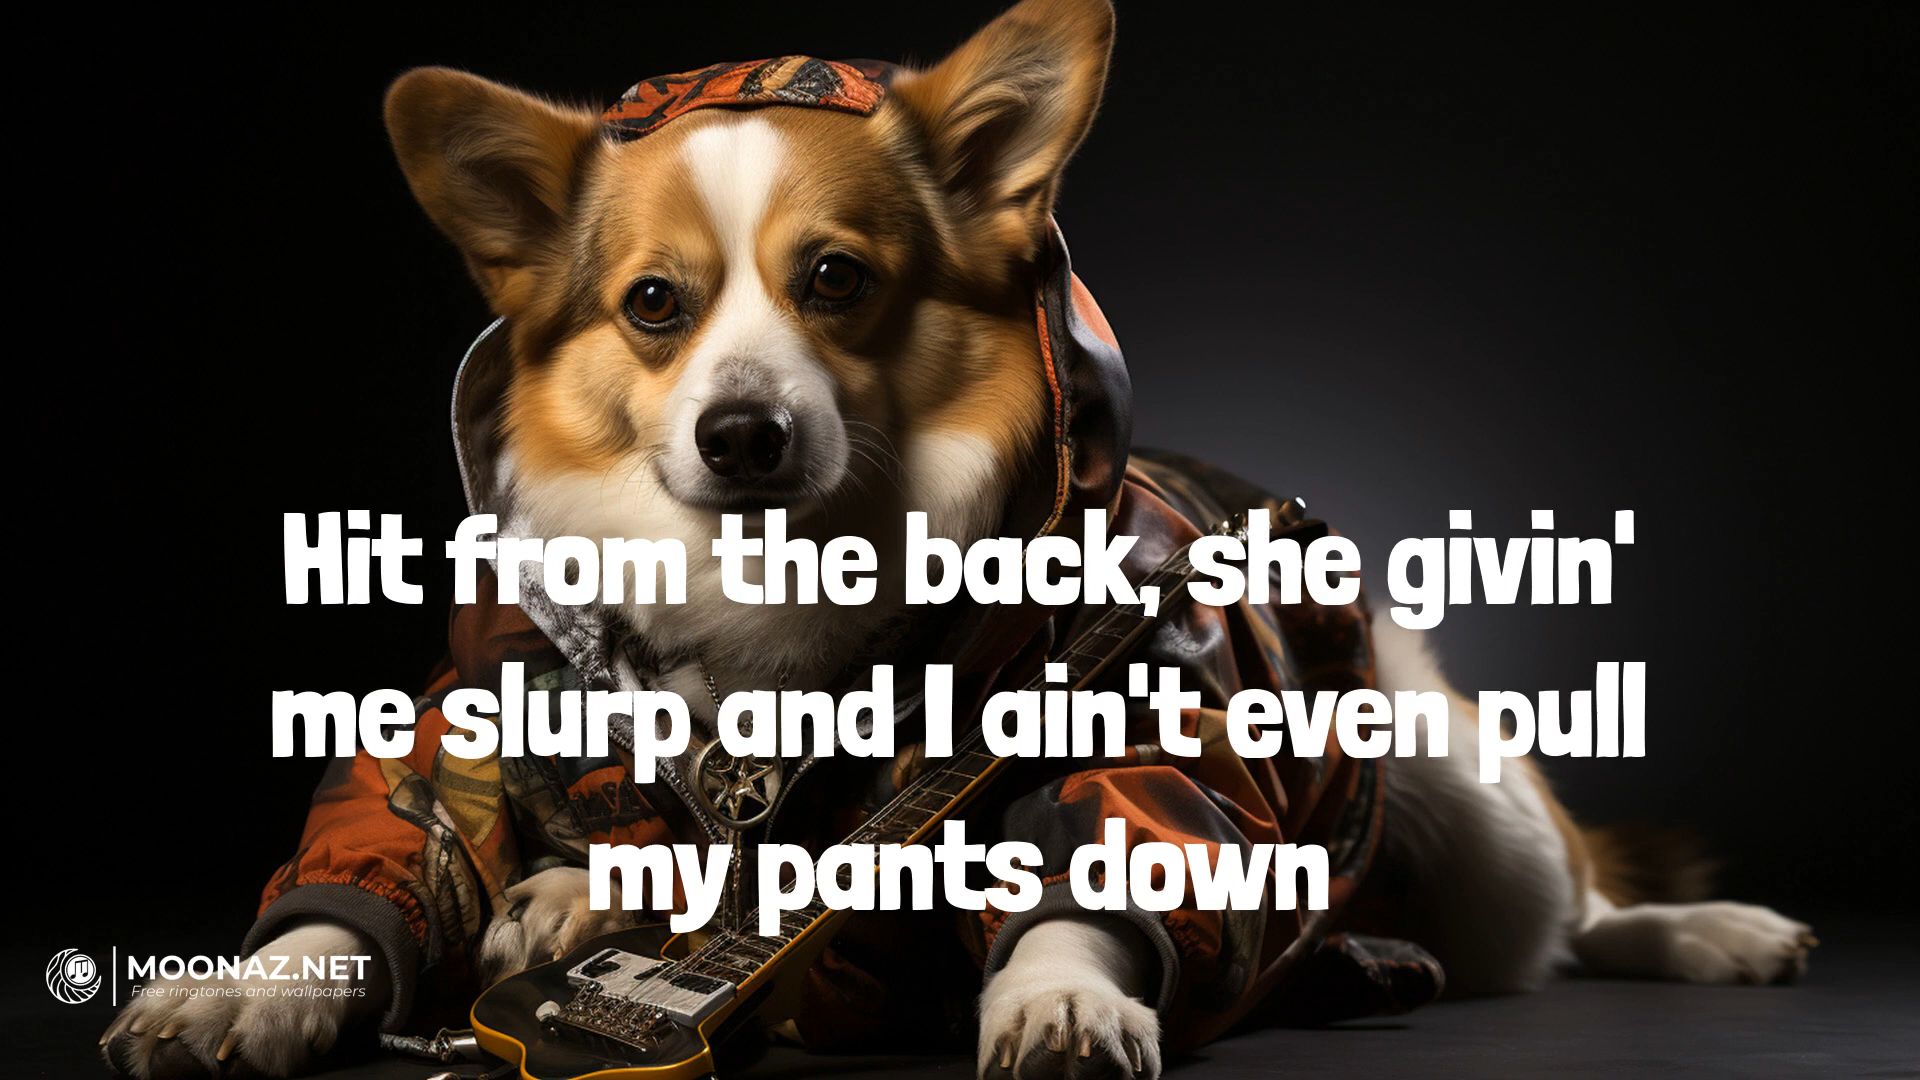 Hit from the back, she givin'
me slurp and I ain't even pull
my pants down
MOONAZ.NET
Free ringtones and wallpapers